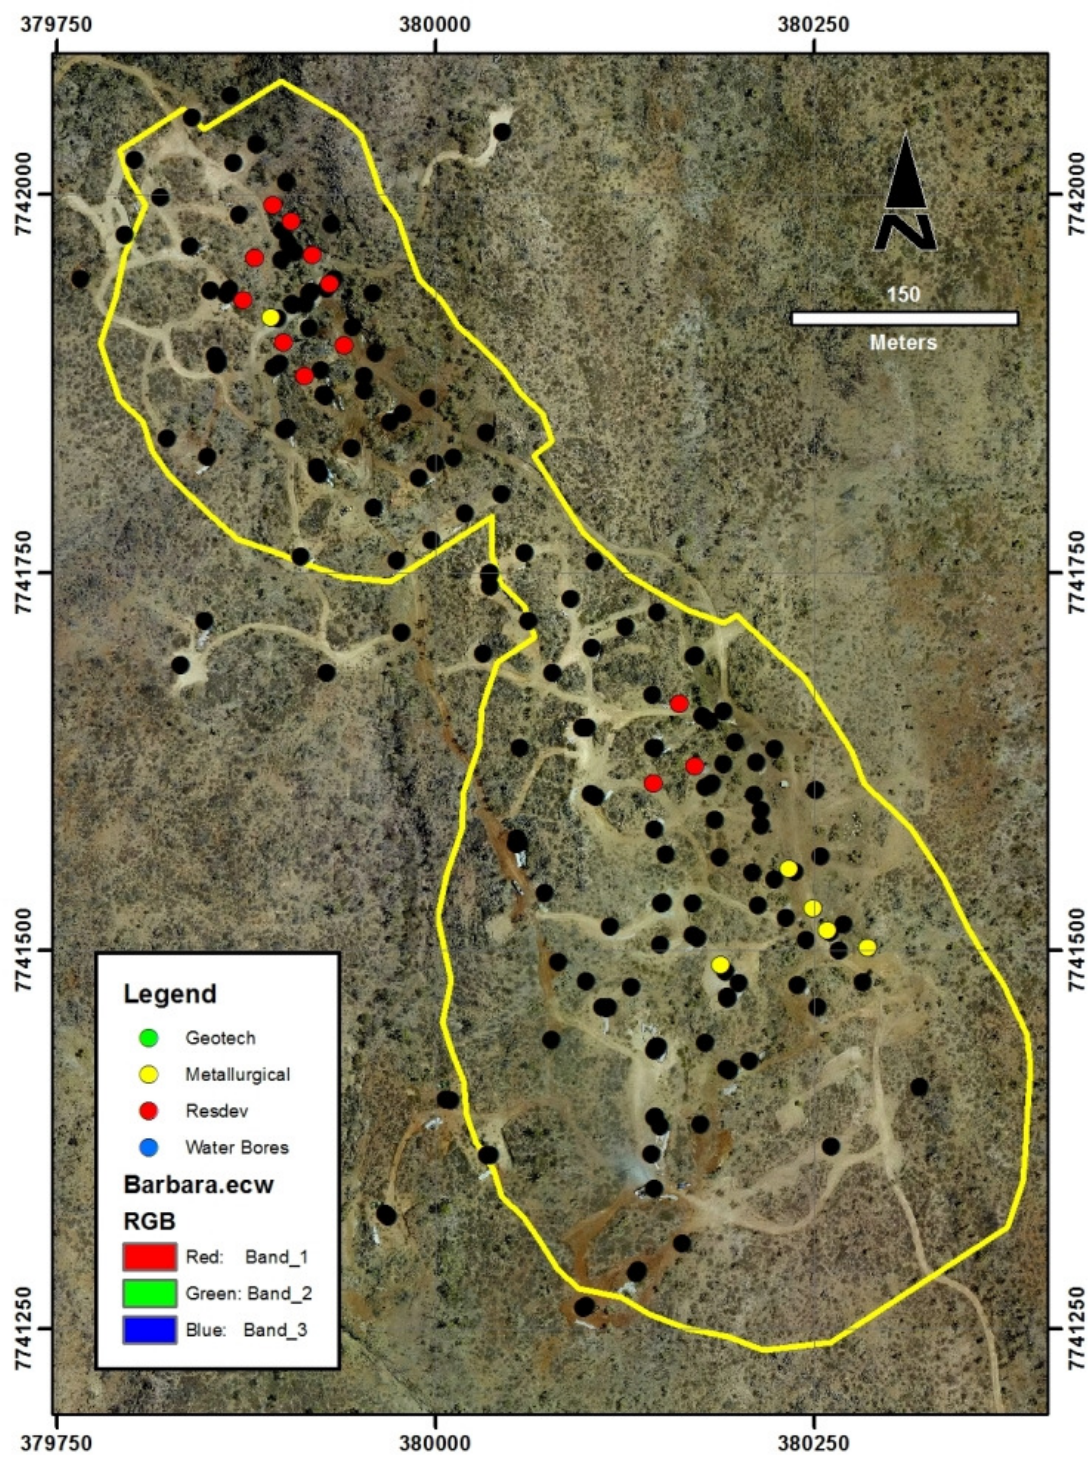 379750 380000 380250
7742000 7742000
150
Meters
7741750 7741750
7741500 7741500
Legend
Geotech
Metallurgical
Resdev
Water Bores
Barbara.ecw
RGB
Red: Band_1
Green: Band_2
Blue: Band_3
7741250 7741250
379750 380000 380250
N